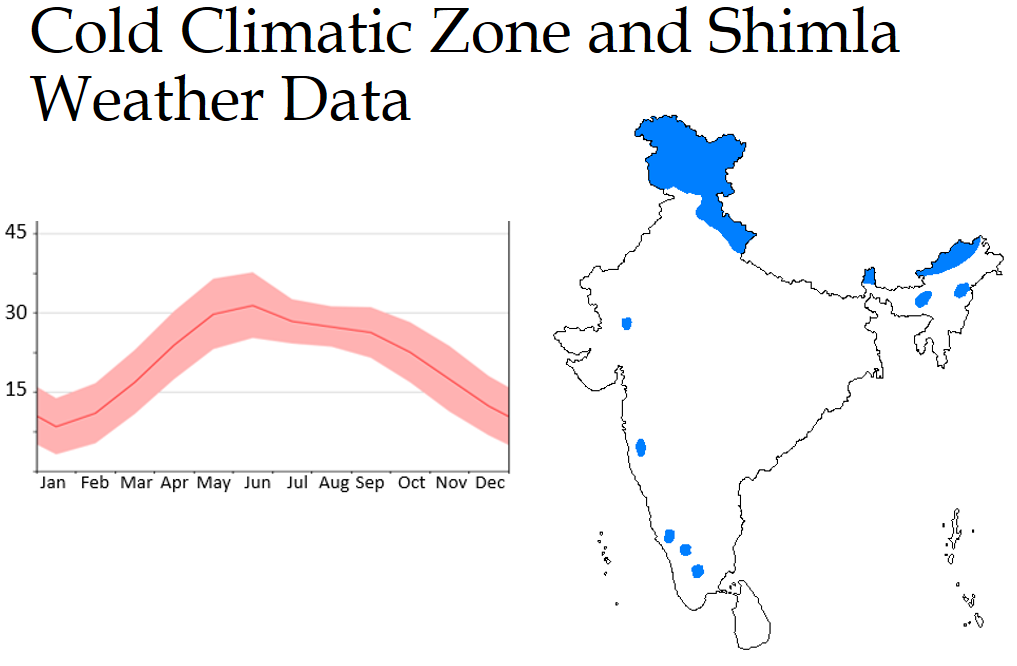 Cold Climatic Zone and Shimla
Weather Data
45
30
15
Jan Feb Mar Apr May Jun Jul Aug Sep Oct Nov Dec